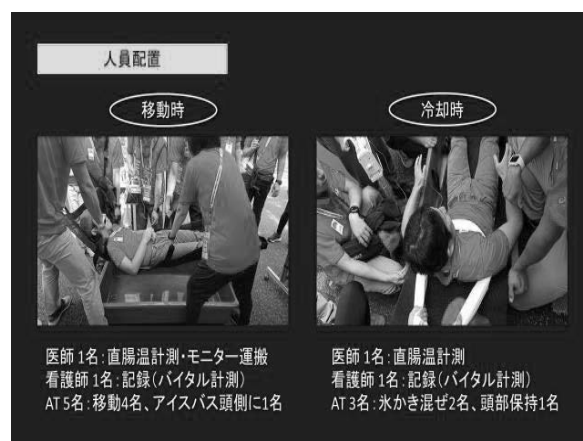 人員配置
移動時
冷却時
医師 1名：直腸温計測・モニター運搬
看護師 1名：記録（バイタル計測）
AT 5名：移動4名、アイスバス頭側に1名
医師 1名：直腸温計測
看護師 1名：記録（バイタル計測）
AT 3名：氷かき混ぜ2名、頭部保持1名